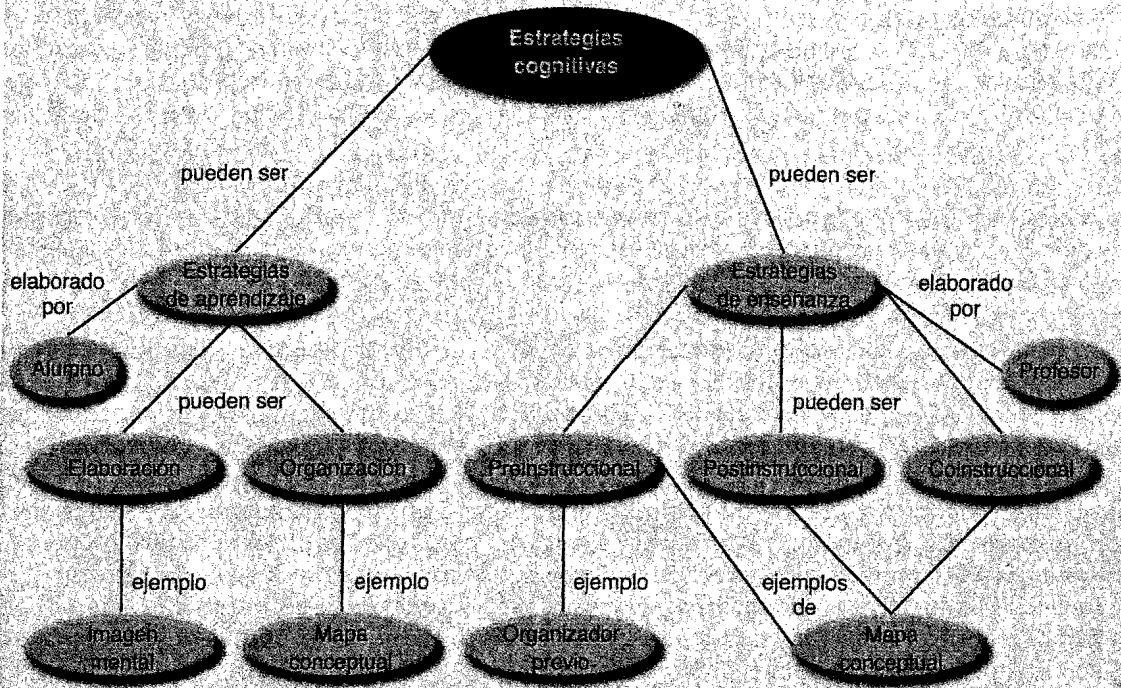 Estrategias
cognitivas
pueden ser
pueden ser
elaborado
por
Estrategias
de aprendizaje
Estrategias
de enseñanza
elaborado
por
Alumno
Profesor
pueden ser
pueden ser
Elaboración
Organización
Preinstruccional
Postinstruccional
Coinstruccional
ejemplo
ejemplo
ejemplo
ejemplos
de
Imagen
mental
Mapa
conceptual
Organizador
previo
Mapa
conceptual